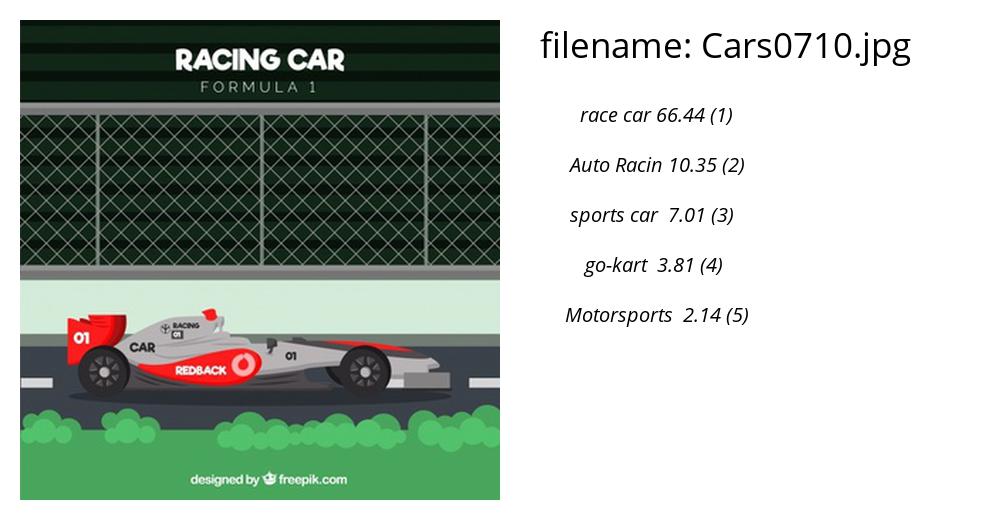 RACING CAR
FORMULA 1
RACING
01
01
CAR
REDBACK
01
designed by freepik.com
filename: Cars0710.jpg
race car 66.44 (1)
Auto Racin 10.35 (2)
sports car 7.01 (3)
go-kart 3.81 (4)
Motorsports 2.14 (5)